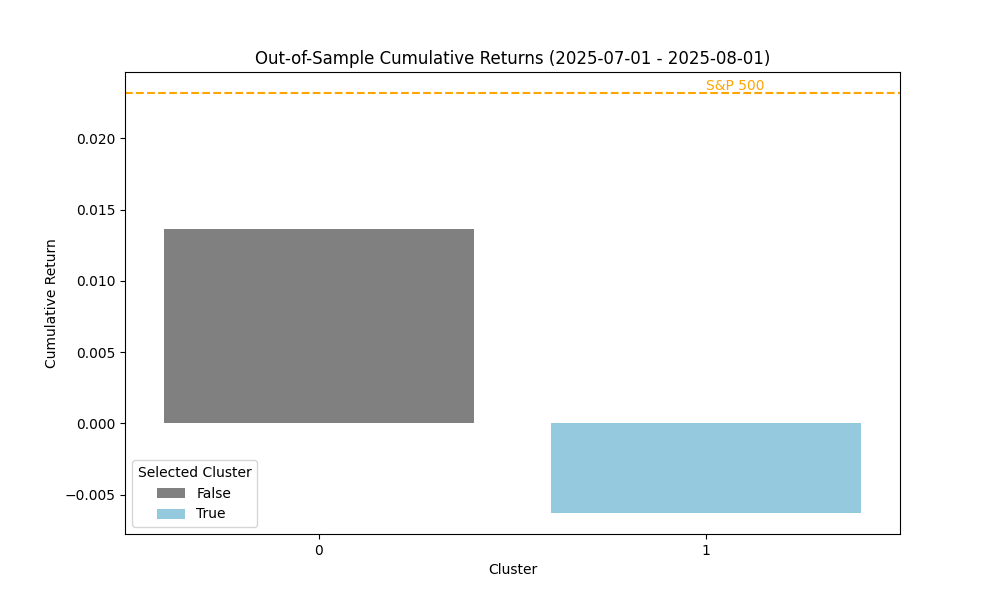 Out-of-Sample Cumulative Returns (2025-07-01 - 2025-08-01)
S&P 500
Cumulative Return
0.020
0.015
0.010
0.005
0.000
−0.005
Selected Cluster
False
True
0
1
Cluster